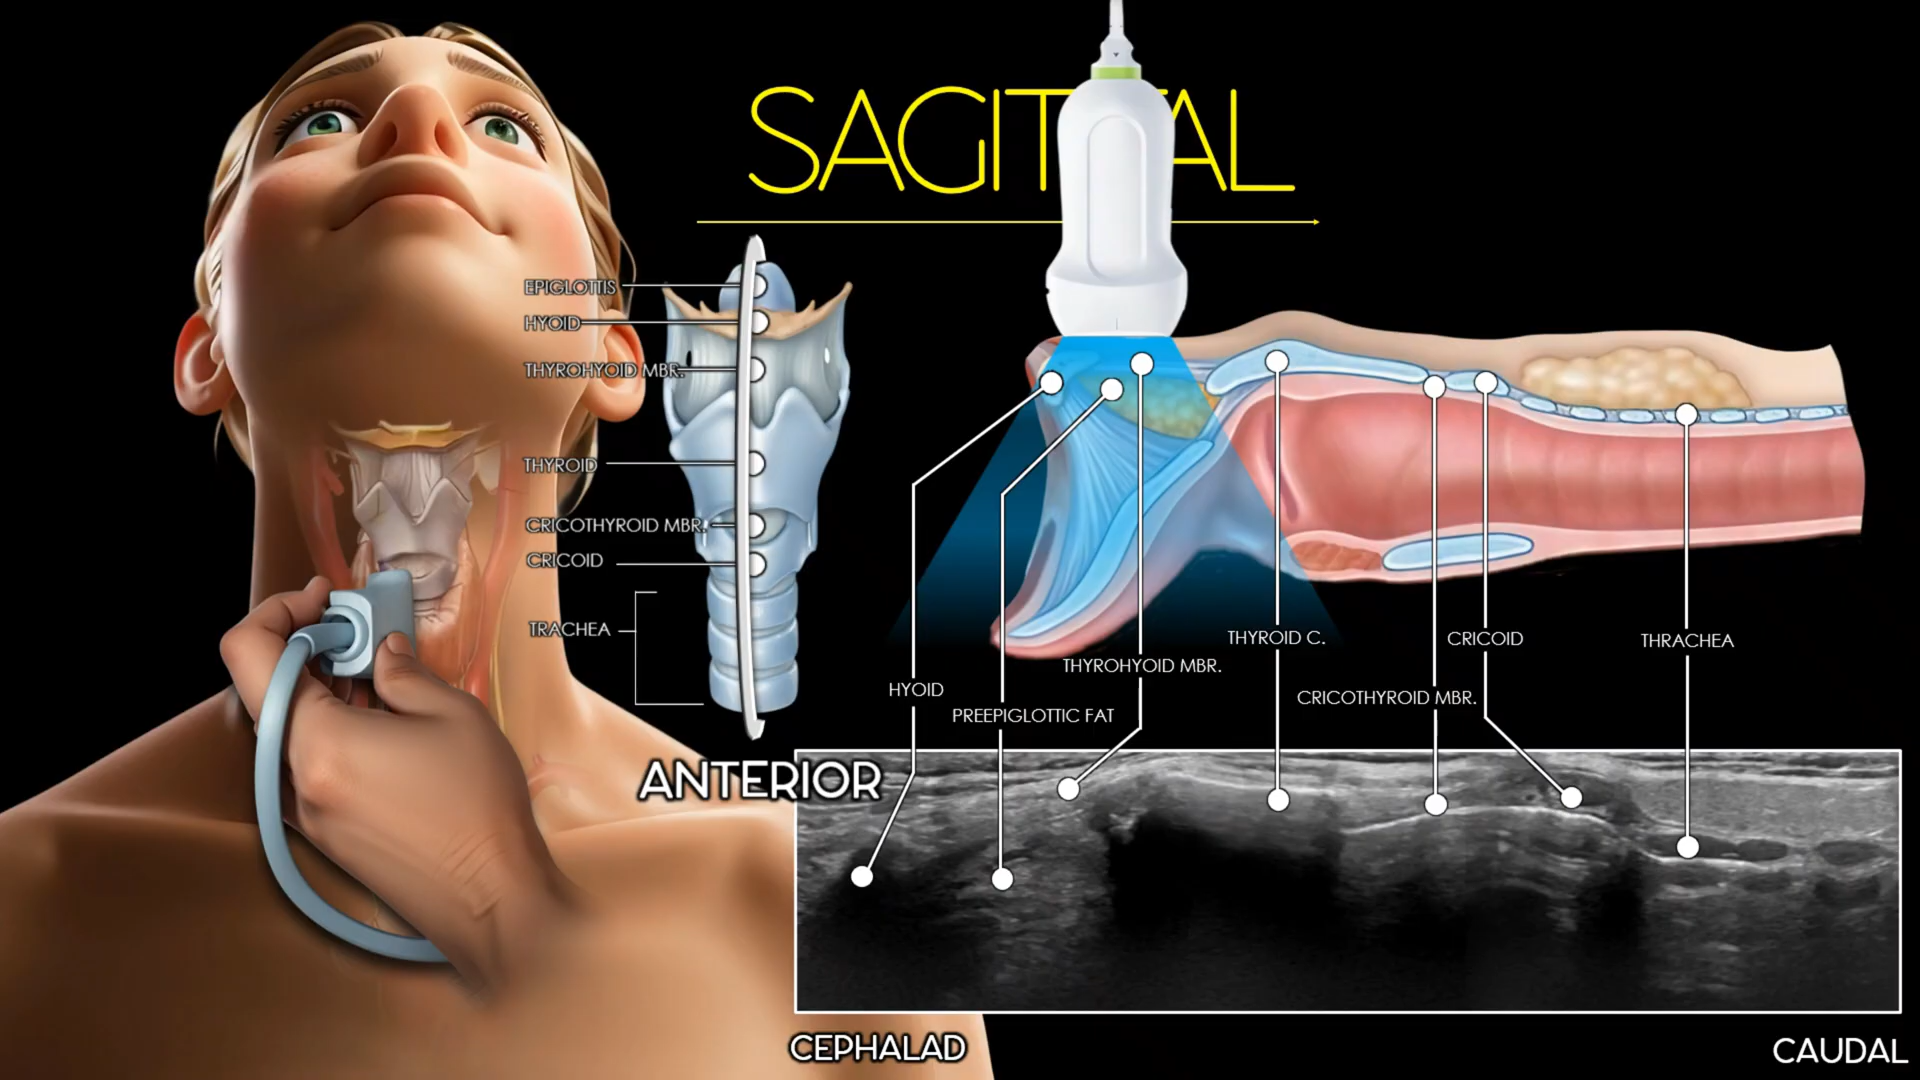 SAGITTAL
EPIGLOTTIS
HYOID
THYROHYOID MBR.
THYROID
CRICOTHYROID MBR.
CRICOID
TRACHEA
ANTERIOR
THYROID C.
CRICOID
THRACHEA
THYROHYOID MBR.
HYOID
CRICOTHYROID MBR.
PREEPIGLOTTIC FAT
CEPHALAD
CAUDAL